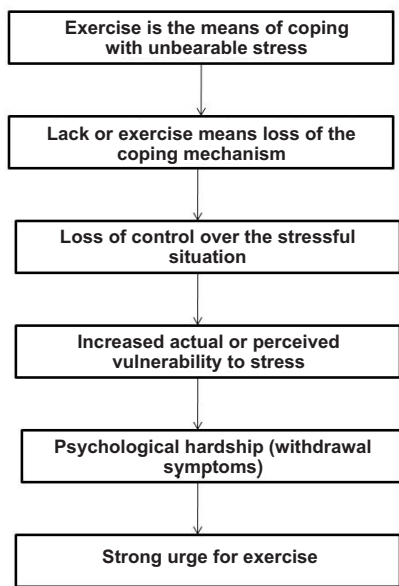 Exercise is the means of coping
with unbearable stress
Lack or exercise means loss of the
coping mechanism
Loss of control over the stressful
situation
Increased actual or perceived
vulnerability to stress
Psychological hardship (withdrawal
symptoms)
Strong urge for exercise